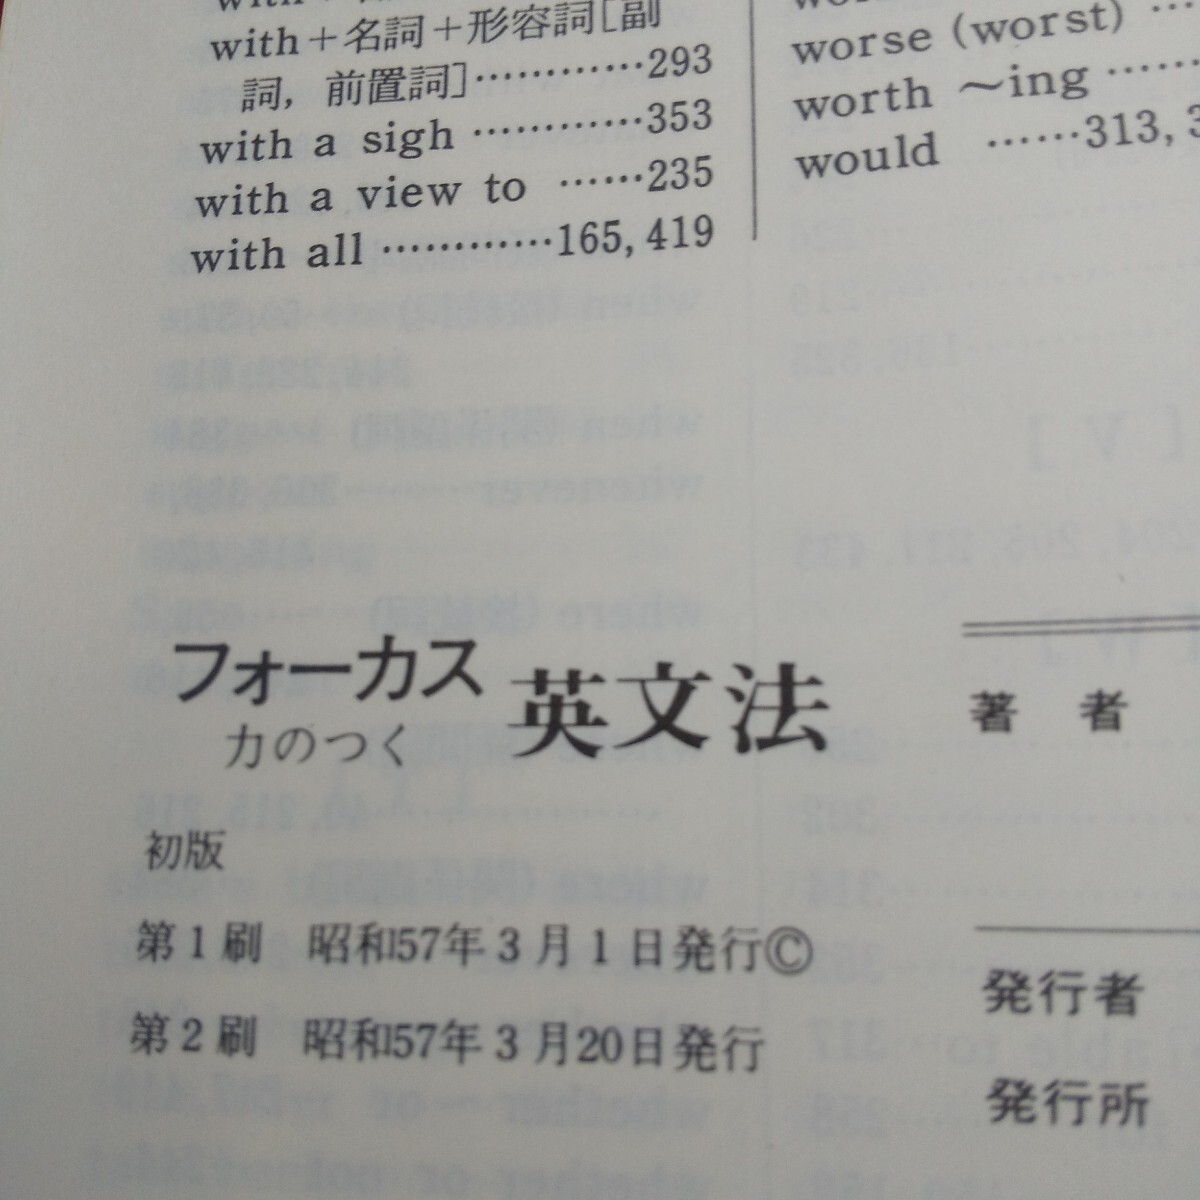 with＋名詞＋形容詞[副
詞，前置詞]…………293
with a sigh …………353
with a view to ……235
with all …………165, 419
worse (worst) …
worth ～ing ……
would ……313,
フォーカス
力のつく
英文法
初版
第1刷 昭和57年3月1日発行©
第2刷 昭和57年3月20日発行
著者
発行者
発行所